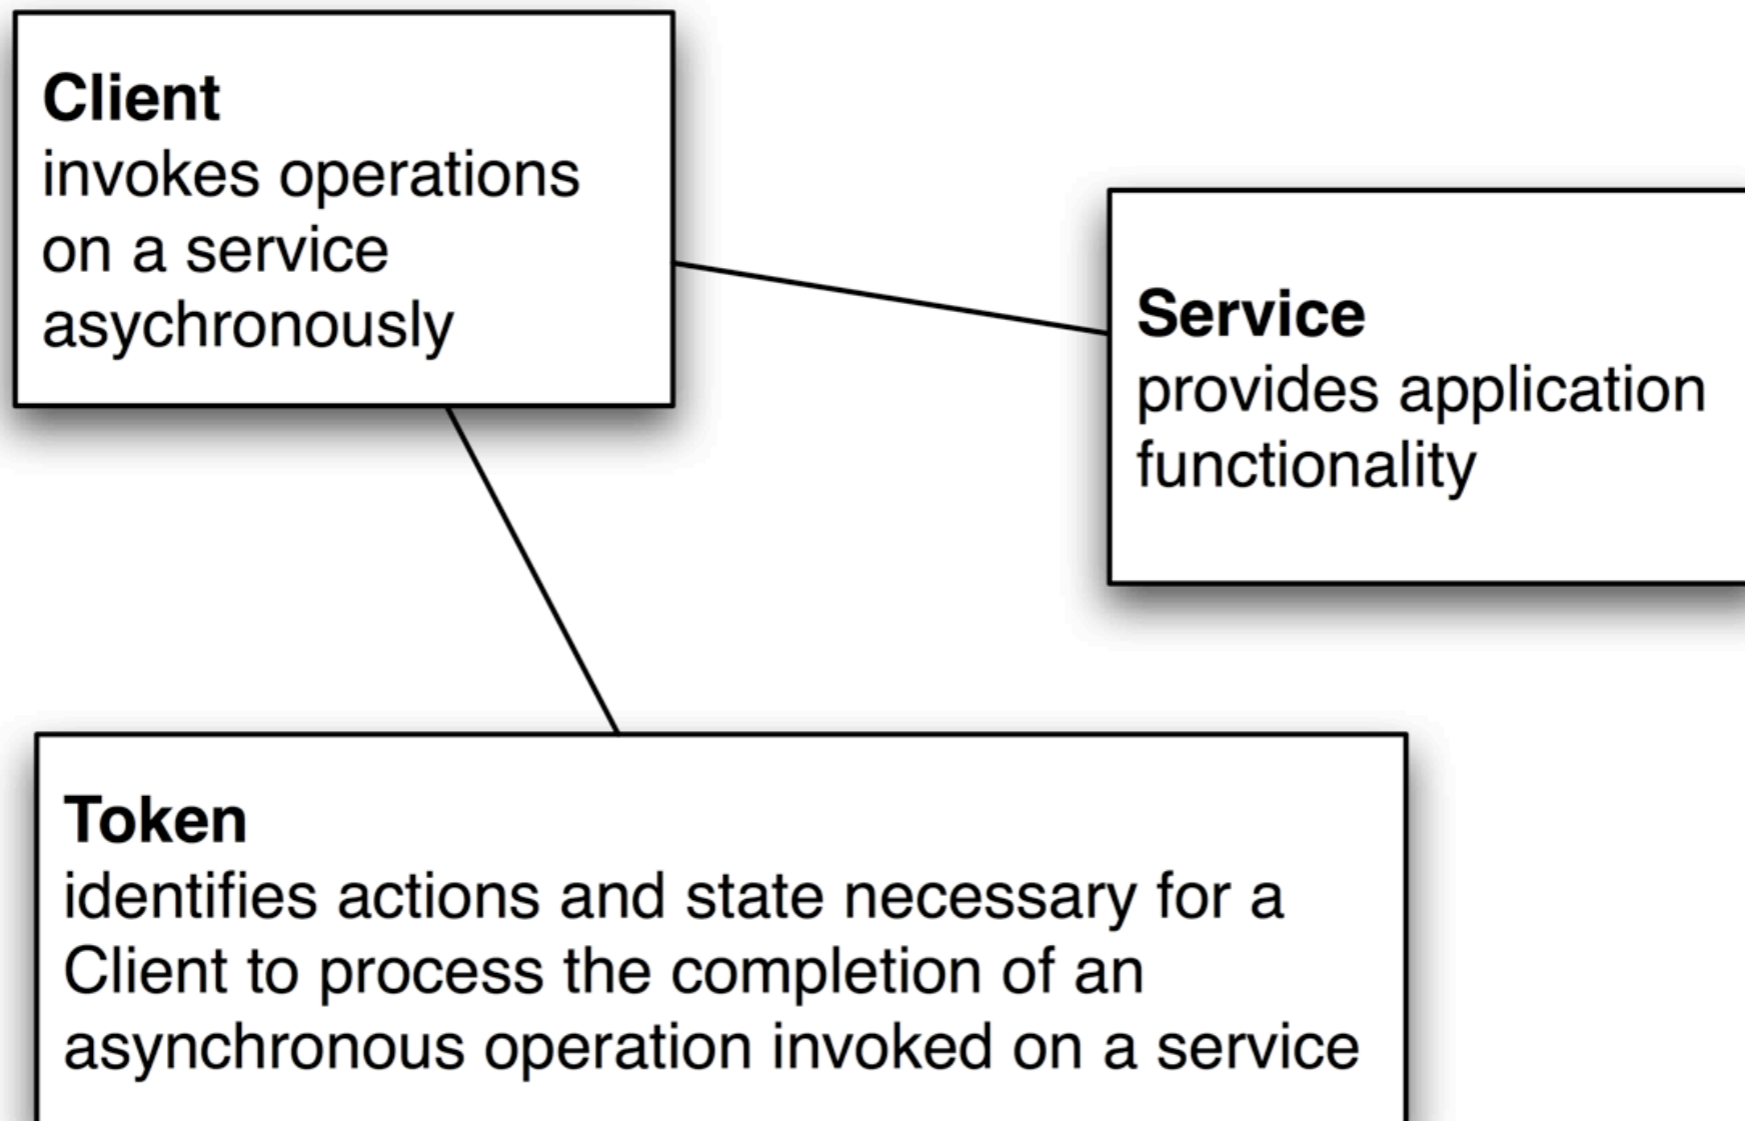 Client
invokes operations
on a service
asychronously
Service
provides application
functionality
Token
identifies actions and state necessary for a
Client to process the completion of an
asynchronous operation invoked on a service